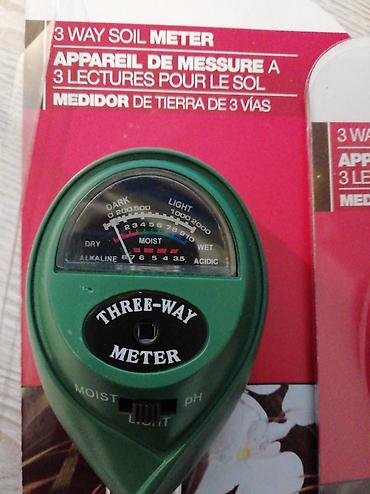 3 WAY SOIL METER
APPAREIL DE MESSURE A
3 LECTURES POUR LE SOL
MEDIDOR DE TIERRA DE 3 VÍAS
DARK LIGHT
0 200 500 1000 2000
2 3 4 5 6 7 8 9 10
DRY MOIST WET
ALKALINE 8 7 6 5 4 3.5 ACIDIC
THREE-WAY
METER
MOIST pH
LIGHT
3 WA
APP
3 LE
MED